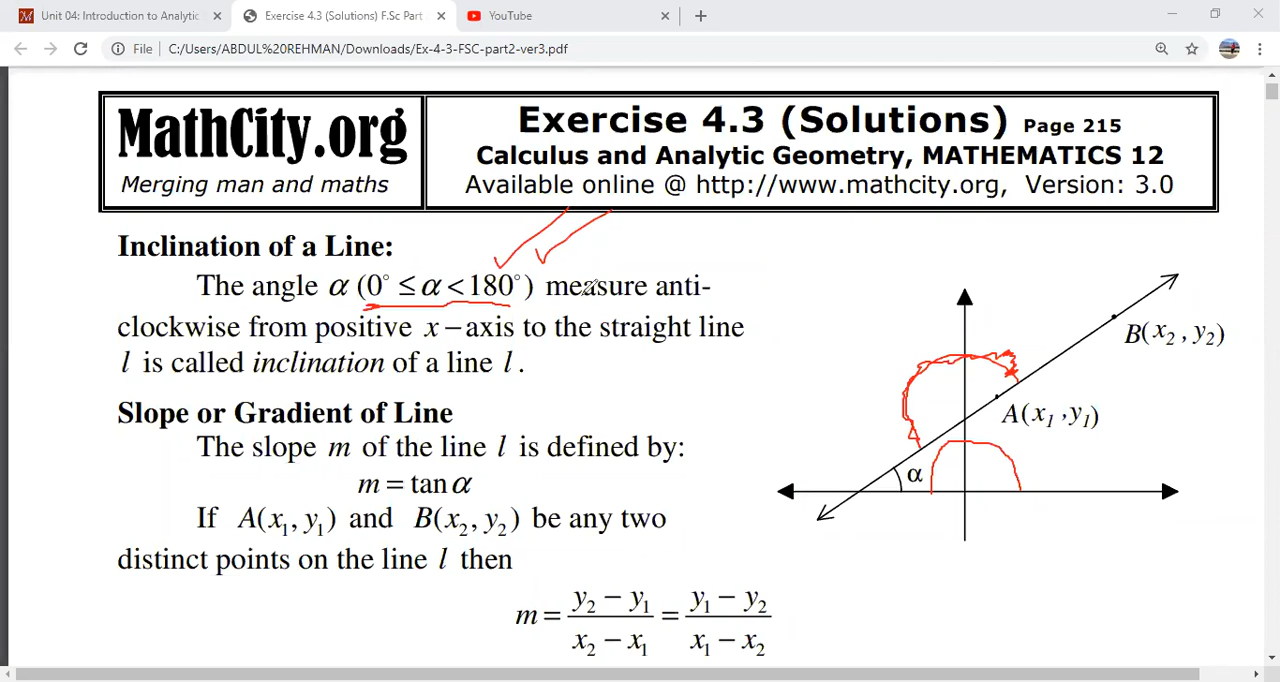 Unit 04: Introduction to Analytic
Exercise 4.3 (Solutions) F.Sc Part
YouTube
File
C:/Users/ABDUL%20REHMAN/Downloads/Ex-4-3-FSC-part2-ver3.pdf
MathCity.org
Merging man and maths
Exercise 4.3 (Solutions) Page 215
Calculus and Analytic Geometry, MATHEMATICS 12
Available online @ http://www.mathcity.org, Version: 3.0
Inclination of a Line:
The angle α (0° ≤ α < 180°) measure anti-
clockwise from positive x – axis to the straight line
l is called inclination of a line l .
Slope or Gradient of Line
The slope m of the line l is defined by:
m = tan α
If A(x₁, y₁) and B(x₂, y₂) be any two
distinct points on the line l then
m = (y₂ − y₁)/(x₂ − x₁) = (y₁ − y₂)/(x₁ − x₂)
B(x₂ , y₂)
A(x₁ , y₁)
α